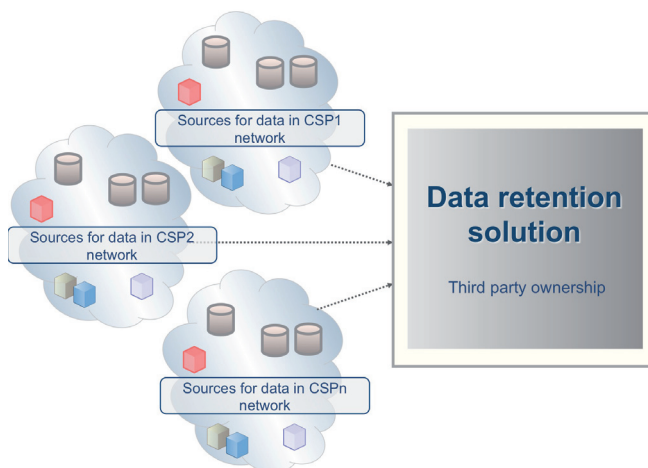 Sources for data in CSP1
network
Sources for data in CSP2
network
Sources for data in CSPn
network
Data retention
solution
Third party ownership